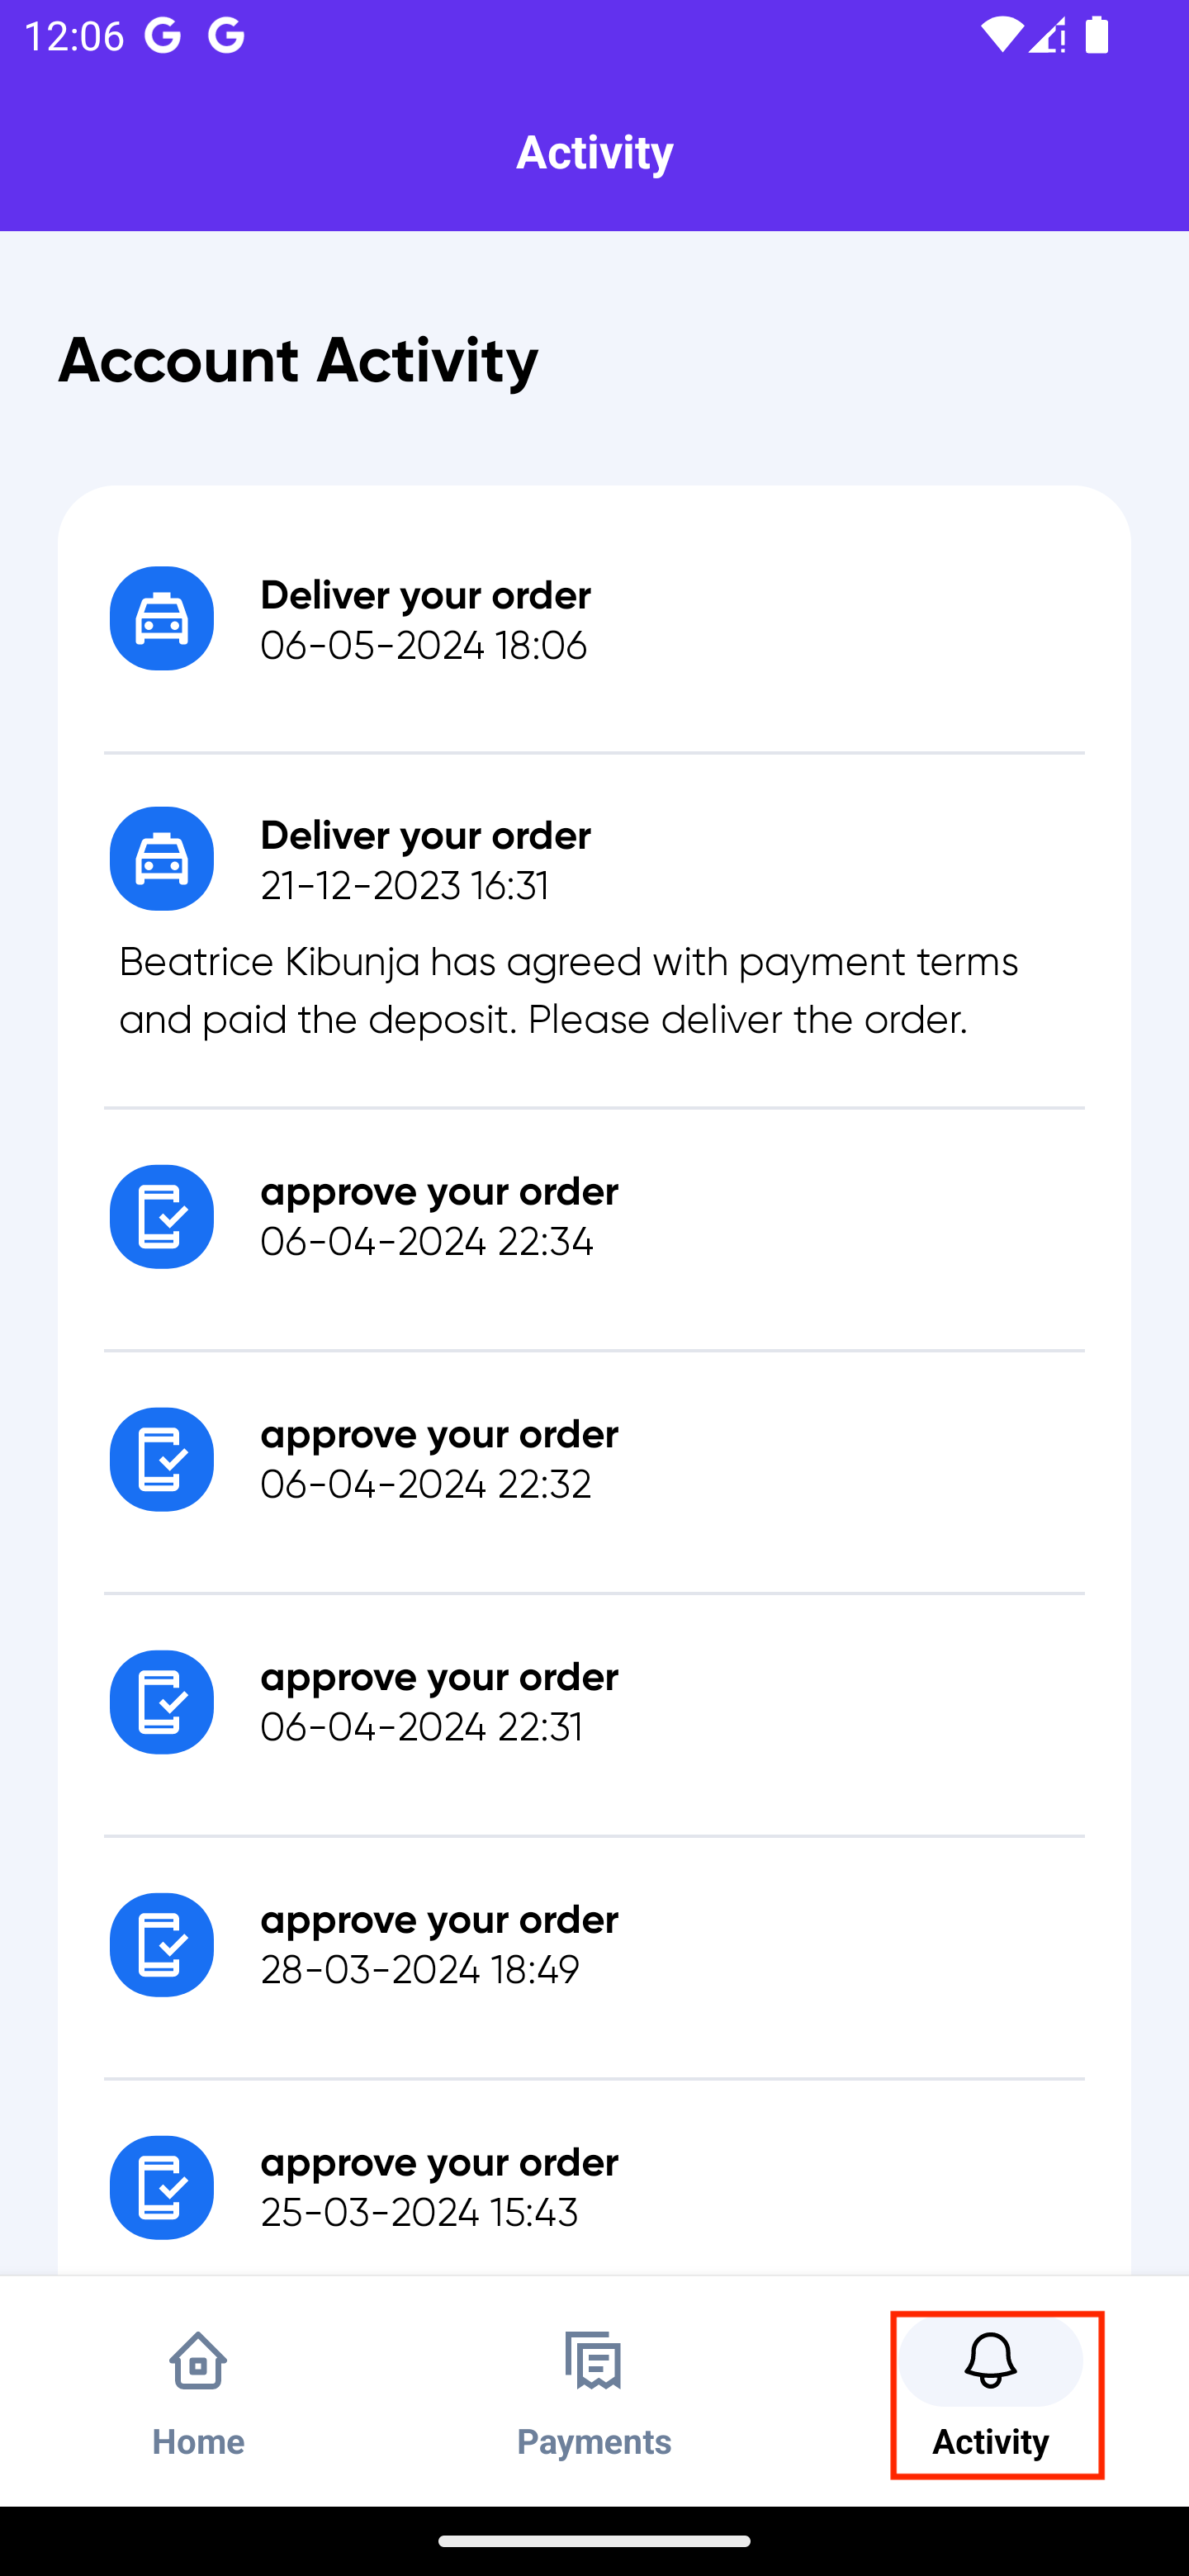 12:06 G G
Activity
Account Activity
Deliver your order
06-05-2024 18:06
Deliver your order
21-12-2023 16:31
Beatrice Kibunja has agreed with payment terms
and paid the deposit. Please deliver the order.
approve your order
06-04-2024 22:34
approve your order
06-04-2024 22:32
approve your order
06-04-2024 22:31
approve your order
28-03-2024 18:49
approve your order
25-03-2024 15:43
Home
Payments
Activity